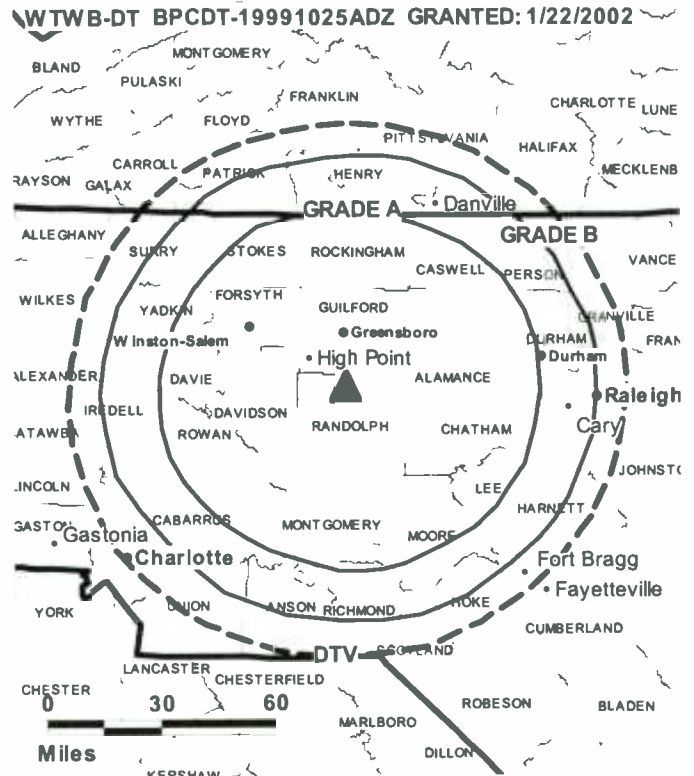 WTWB-DT BPCDT-19991025ADZ GRANTED: 1/22/2002
MONTGOMERY
BLAND
PULASKI
FRANKLIN
CHARLOTTE LUNE
WYTHE
FLOYD
PITTSYLVANIA
HALIFAX
CARROLL
PATRICK
HENRY
MECKLENB
RAYSON
GALAX
GRADE A
Danville
ALLEGHANY
GRADE B
SURRY
STOKES
ROCKINGHAM
CASWELL
PERSON
VANCE
WILKES
YADKIN
FORSYTH
GUILFORD
GRANVILLE
Winston-Salem
Greensboro
DURHAM
FRAN
High Point
Durham
ALEXANDER
DAVIE
ALAMANCE
Raleigh
IREDELL
DAVIDSON
RANDOLPH
CHATHAM
Cary
ATAWBA
ROWAN
JOHNSTO
LINCOLN
LEE
CABARRUS
MONTGOMERY
MOORE
HARNETT
GASTON
Gastonia
Charlotte
Fort Bragg
Fayetteville
YORK
UNION
ANSON
RICHMOND
HOKE
CUMBERLAND
DTV
SCOTLAND
LANCASTER
CHESTERFIELD
CHESTER
ROBESON
BLADEN
0 30 60
MARLBORO
Miles
DILLON
KERSHAW